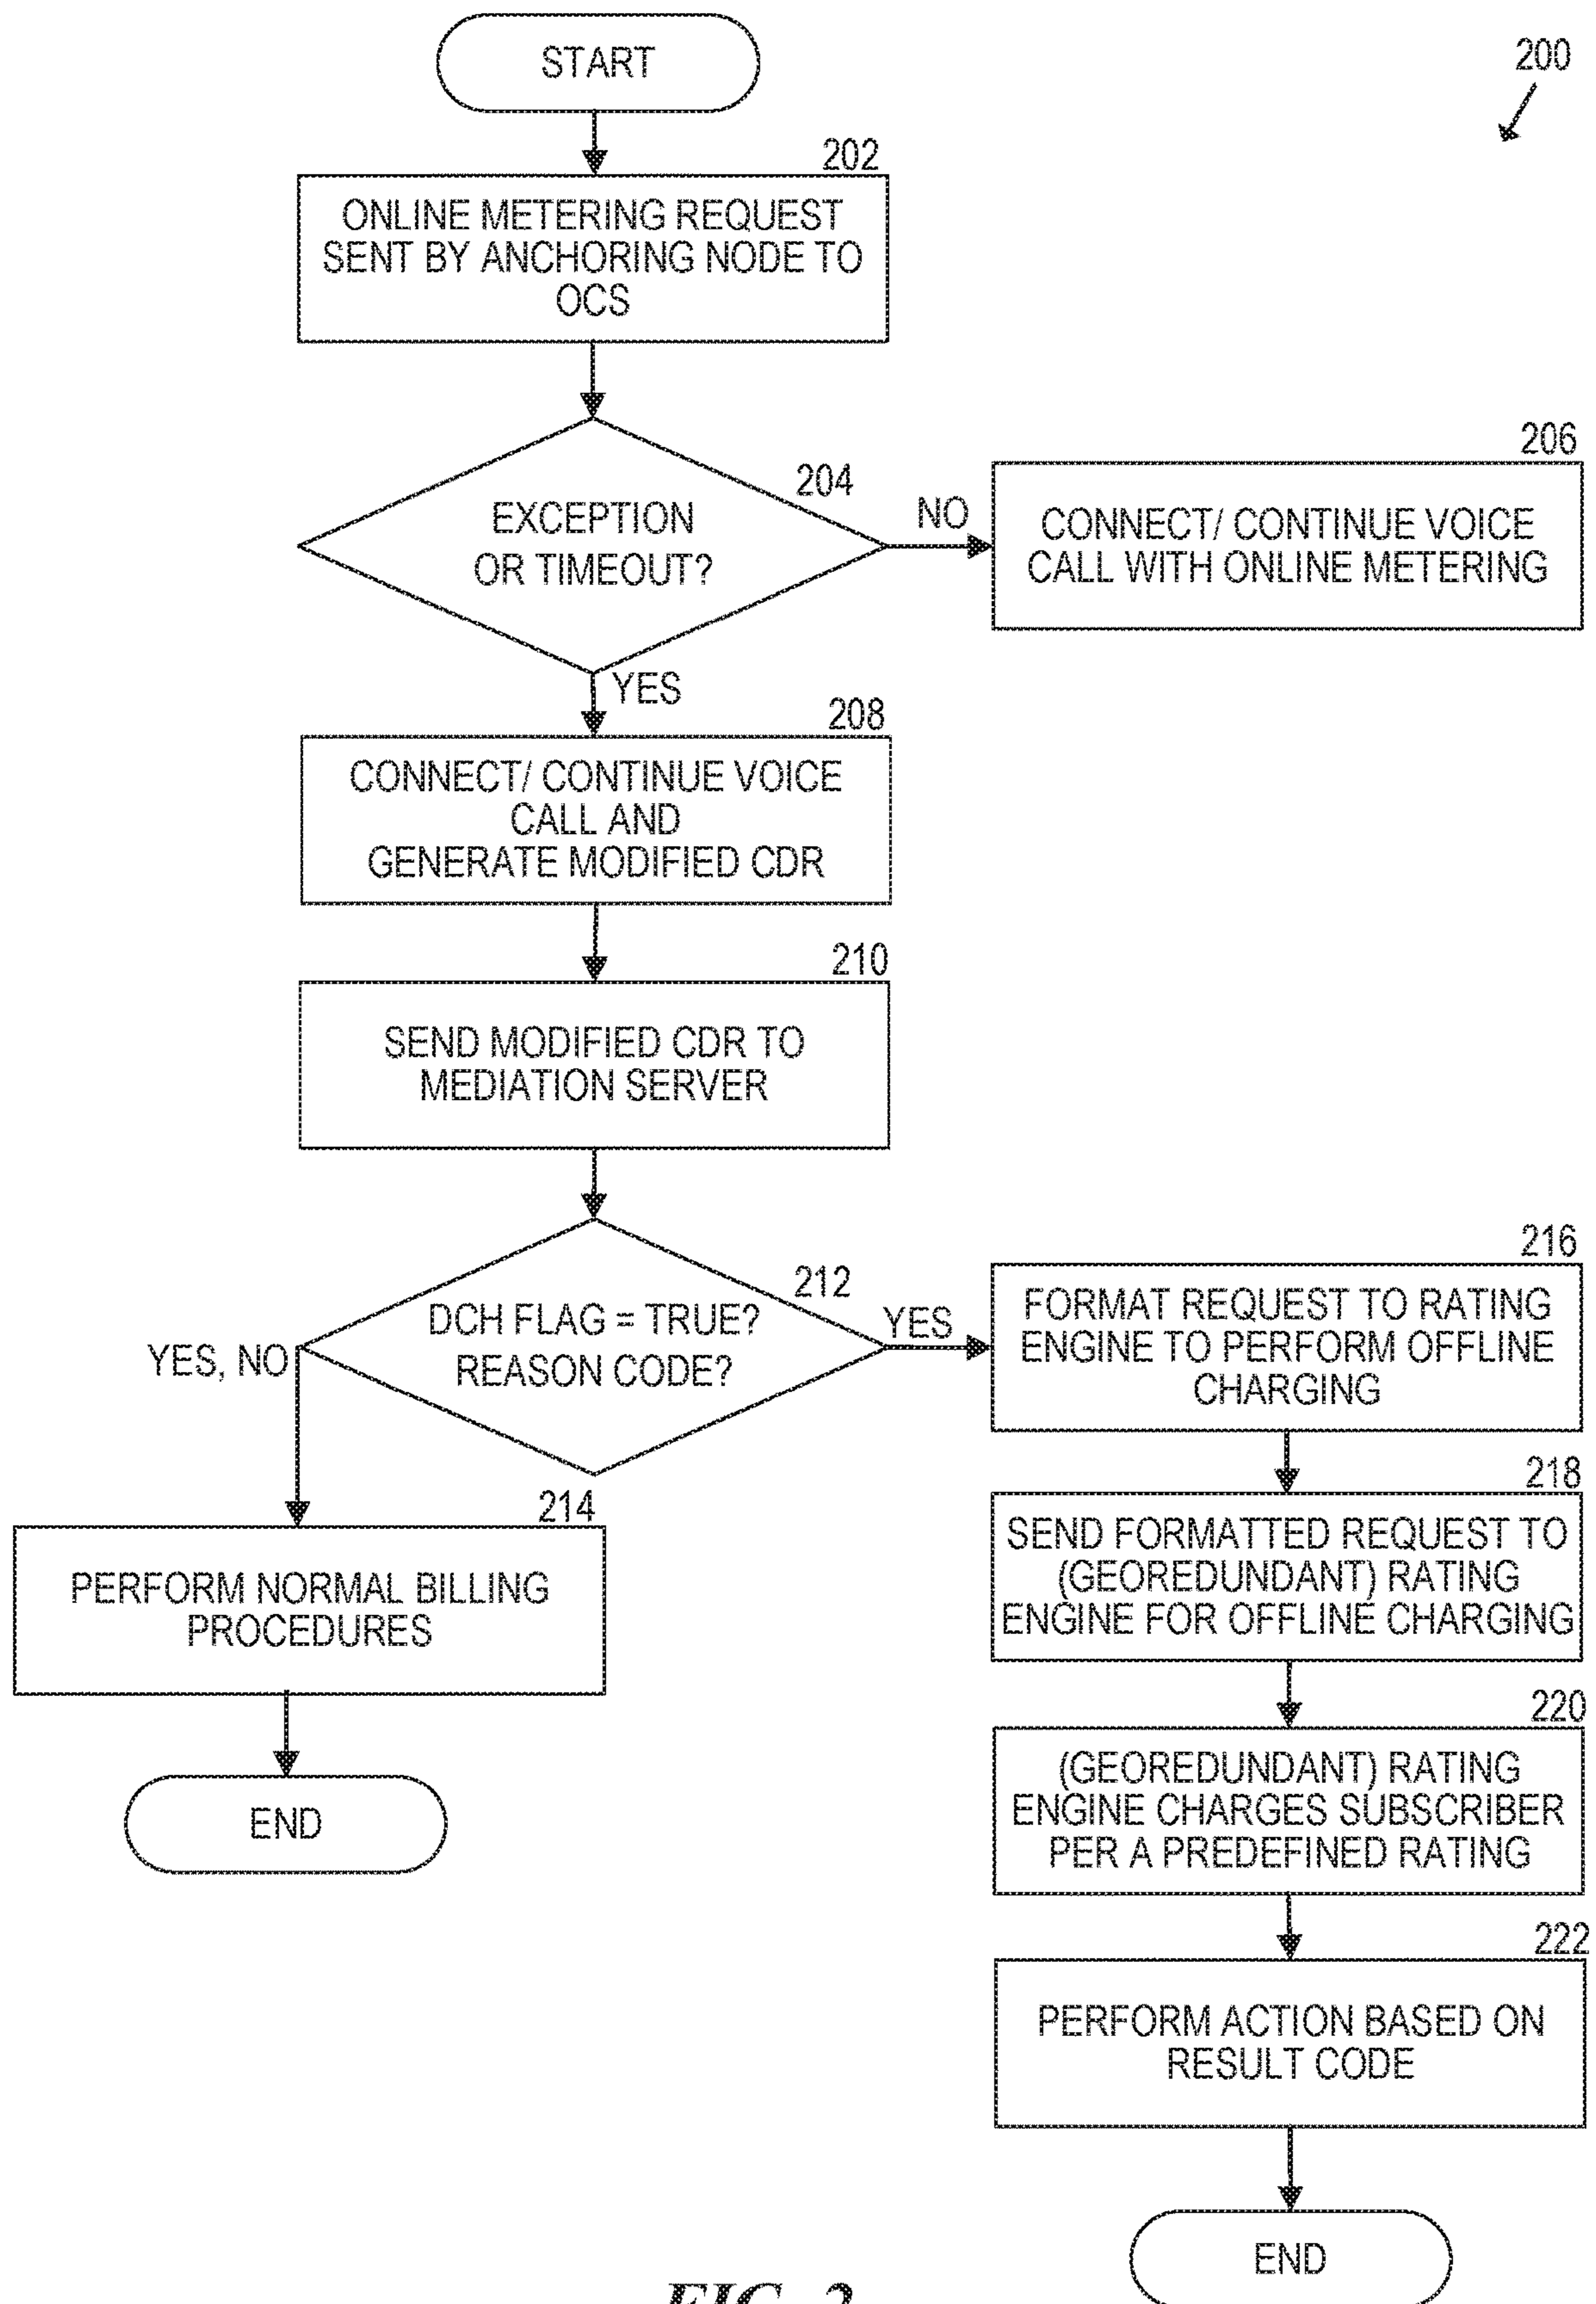 START
200
202
ONLINE METERING REQUEST
SENT BY ANCHORING NODE TO
OCS
204
EXCEPTION
OR TIMEOUT?
NO
206
CONNECT/ CONTINUE VOICE
CALL WITH ONLINE METERING
YES
208
CONNECT/ CONTINUE VOICE
CALL AND
GENERATE MODIFIED CDR
210
SEND MODIFIED CDR TO
MEDIATION SERVER
212
DCH FLAG = TRUE?
REASON CODE?
YES, NO
YES
214
PERFORM NORMAL BILLING
PROCEDURES
END
216
FORMAT REQUEST TO RATING
ENGINE TO PERFORM OFFLINE
CHARGING
218
SEND FORMATTED REQUEST TO
(GEOREDUNDANT) RATING
ENGINE FOR OFFLINE CHARGING
220
(GEOREDUNDANT) RATING
ENGINE CHARGES SUBSCRIBER
PER A PREDEFINED RATING
222
PERFORM ACTION BASED ON
RESULT CODE
END
FIG. 2